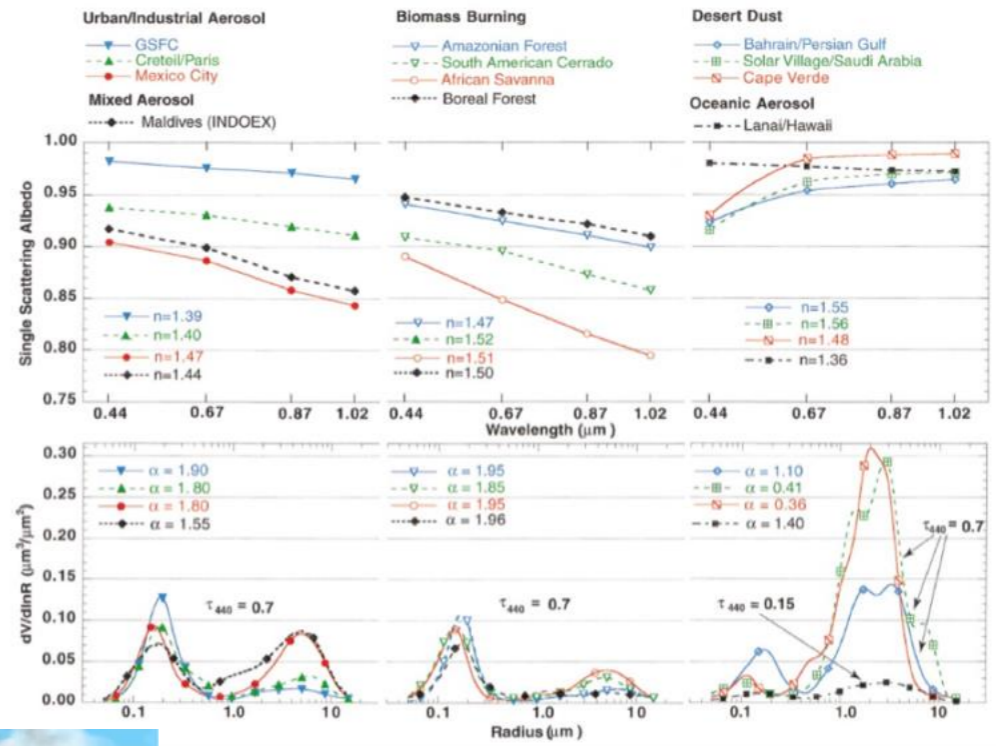 Urban/Industrial Aerosol
GSFC
Creteil/Paris
Mexico City
Mixed Aerosol
Maldives (INDOEX)
Biomass Burning
Amazonian Forest
South American Cerrado
African Savanna
Boreal Forest
Desert Dust
Bahrain/Persian Gulf
Solar Village/Saudi Arabia
Cape Verde
Oceanic Aerosol
Lanai/Hawaii
Single Scattering Albedo
1.00
0.95
0.90
0.85
0.80
0.75
n=1.39
n=1.40
n=1.47
n=1.44
n=1.47
n=1.52
n=1.51
n=1.50
n=1.55
n=1.56
n=1.48
n=1.36
0.44 0.67 0.87 1.02 0.44 0.67 0.87 1.02 0.44 0.67 0.87 1.02
Wavelength (μm)
dV/dlnR (μm³/μm²)
0.30
0.25
0.20
0.15
0.10
0.05
0.00
α = 1.90
α = 1.80
α = 1.80
α = 1.55
τ440 = 0.7
α = 1.95
α = 1.85
α = 1.95
α = 1.96
τ440 = 0.7
α = 1.10
α = 0.41
α = 0.36
α = 1.40
τ440 = 0.7
τ440 = 0.15
0.1 1.0 10 0.1 1.0 10 0.1 1.0 10
Radius (μm)